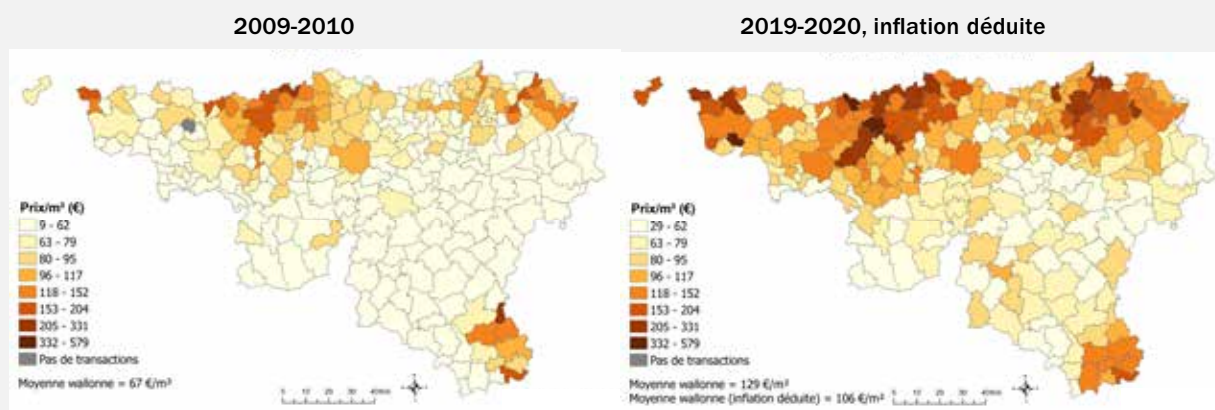 2009-2010
Prix/m² (€)
9 - 62
63 - 79
80 - 95
96 - 117
118 - 152
153 - 204
205 - 331
332 - 579
Pas de transactions
Moyenne wallonne = 67 €/m²
2019-2020, inflation déduite
Prix/m² (€)
29 - 62
63 - 79
80 - 95
96 - 117
118 - 152
153 - 204
205 - 331
332 - 579
Pas de transactions
Moyenne wallonne = 129 €/m²
Moyenne wallonne (inflation déduite) = 106 €/m²